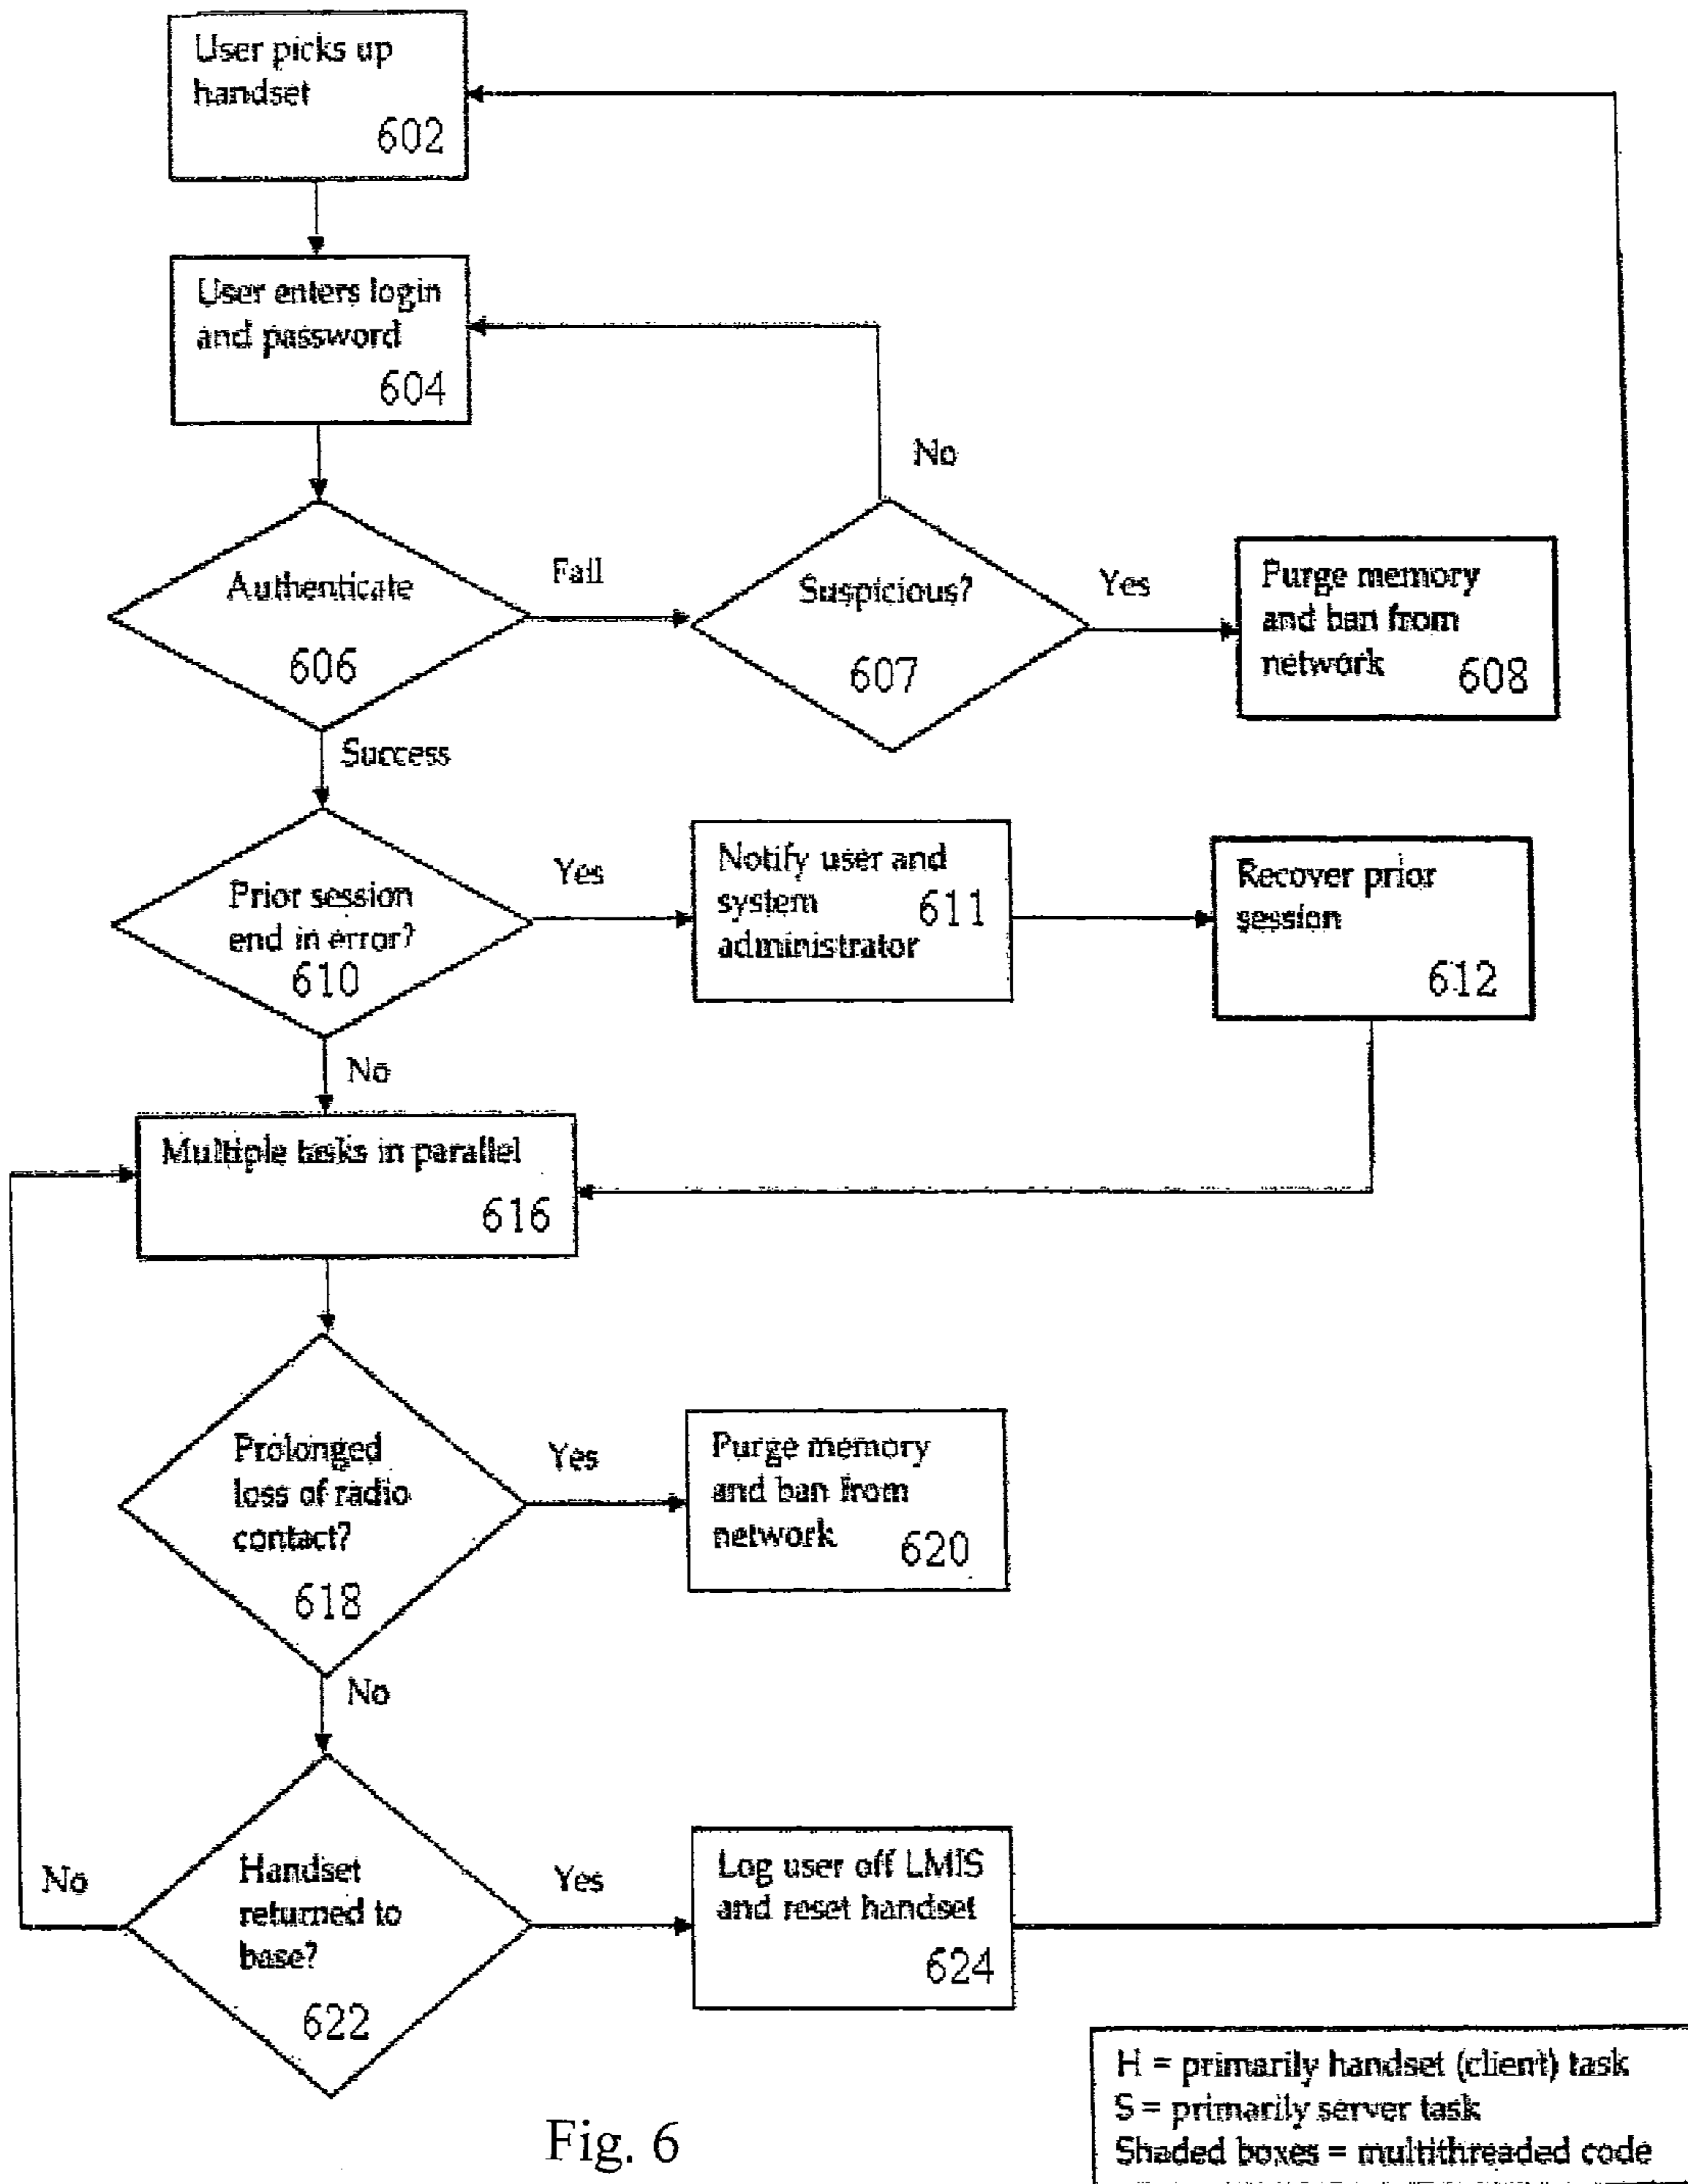 User picks up
handset
602
User enters login
and password
604
No
Authenticate
606
Fail
Suspicious?
607
Yes
Purge memory
and ban from
network 608
Success
Prior session
end in error?
610
Yes
Notify user and
system 611
administrator
Recover prior
session
612
No
Multiple tasks in parallel
616
Prolonged
loss of radio
contact?
618
Yes
Purge memory
and ban from
network 620
No
Handset
returned to
base?
622
No
Yes
Log user off LMIS
and reset handset
624
H = primarily handset (client) task
S = primarily server task
Shaded boxes = multithreaded code
Fig. 6